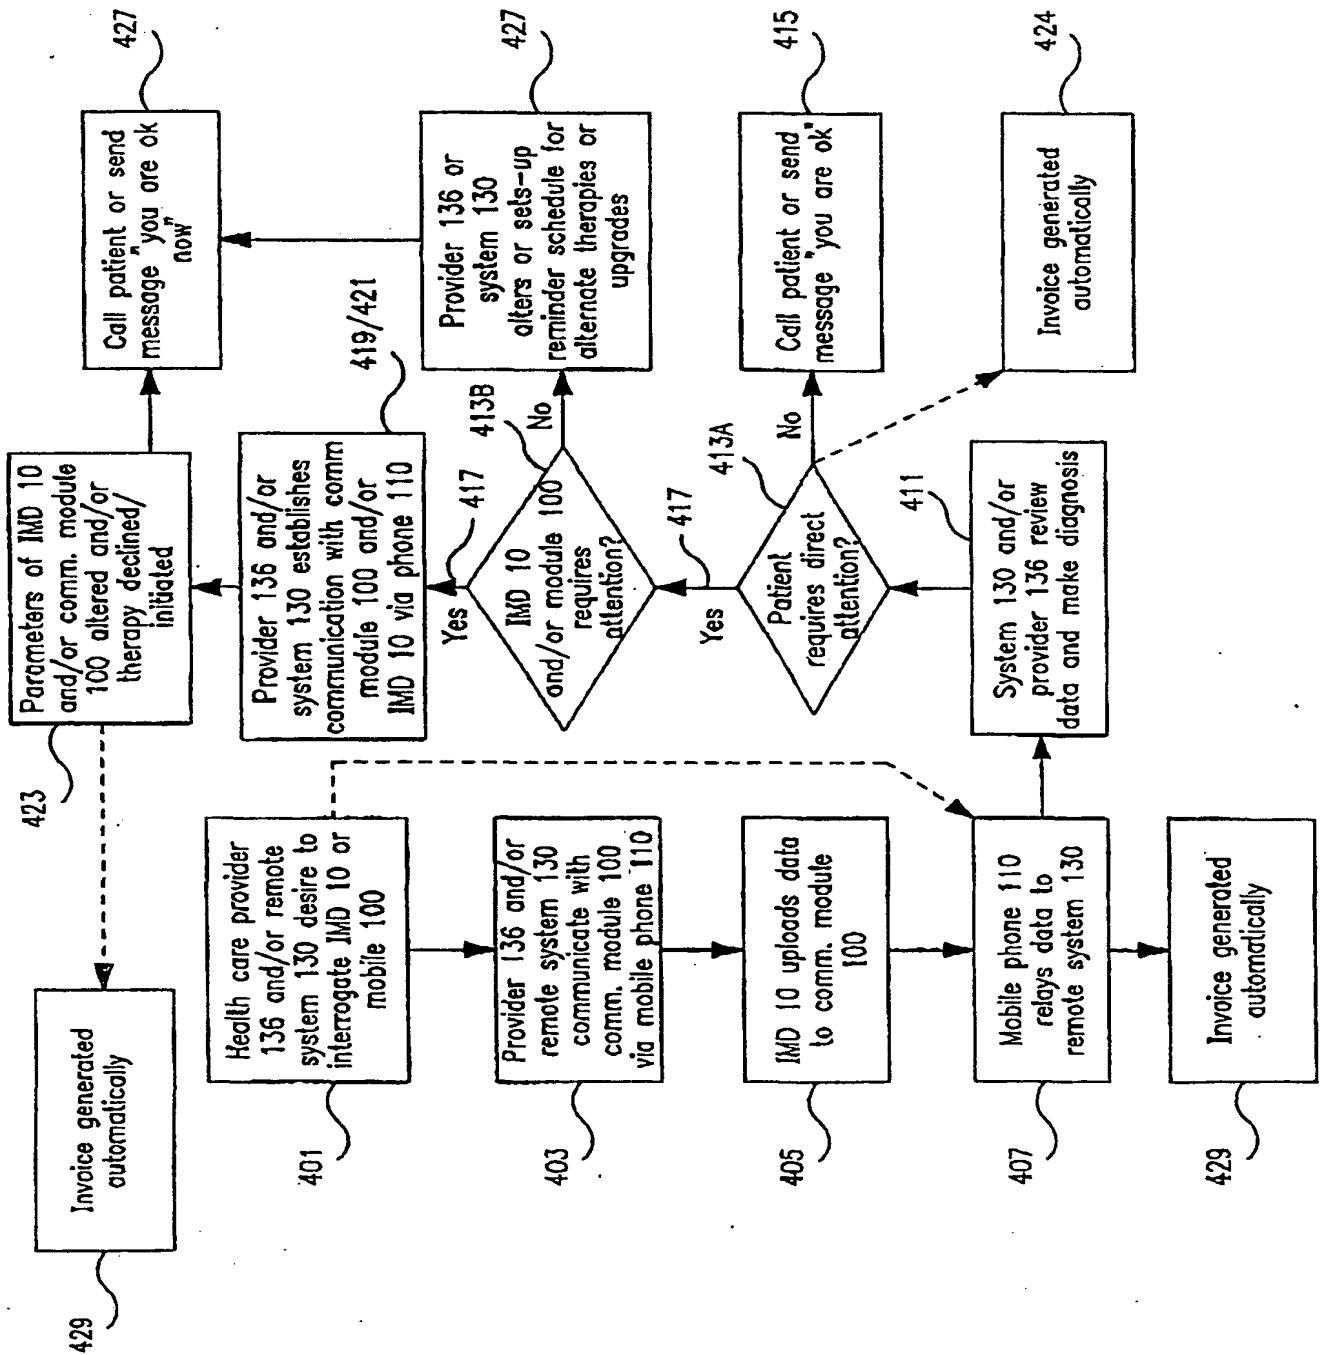 Health care provider
136 and/or remote
system 130 desire to
interrogate IMD 10 or
mobile 100
401
Provider 136 and/or
remote system 130
communicate with
comm. module 100
via mobile phone 110
403
IMD 10 uploads data
to comm. module to
100
405
Mobile phone 110
relays data to
remote system 130
407
Invoice generated
automatically
429
System 130 and/or
provider 136 review
data and make diagnosis
411
Patient
requires direct
attention?
413A
No
Call patient or send
message "you are ok"
415
Invoice generated
automatically
424
Yes
417
IMD 10
and/or module 100
requires
attention?
413B
No
Provider 136 or
system 130
alters or sets-up
reminder schedule for
alternate therapies or
upgrades
427
Yes
417
Provider 136 and/or
system 130 establishes
communication with comm
module 100 and/or
IMD 10 via phone 110
419/421
Parameters of IMD 10
and/or comm. module
100 altered and/or
therapy declined/
initiated
423
Call patient or send
message "you are ok
now"
427
Invoice generated
automatically
429